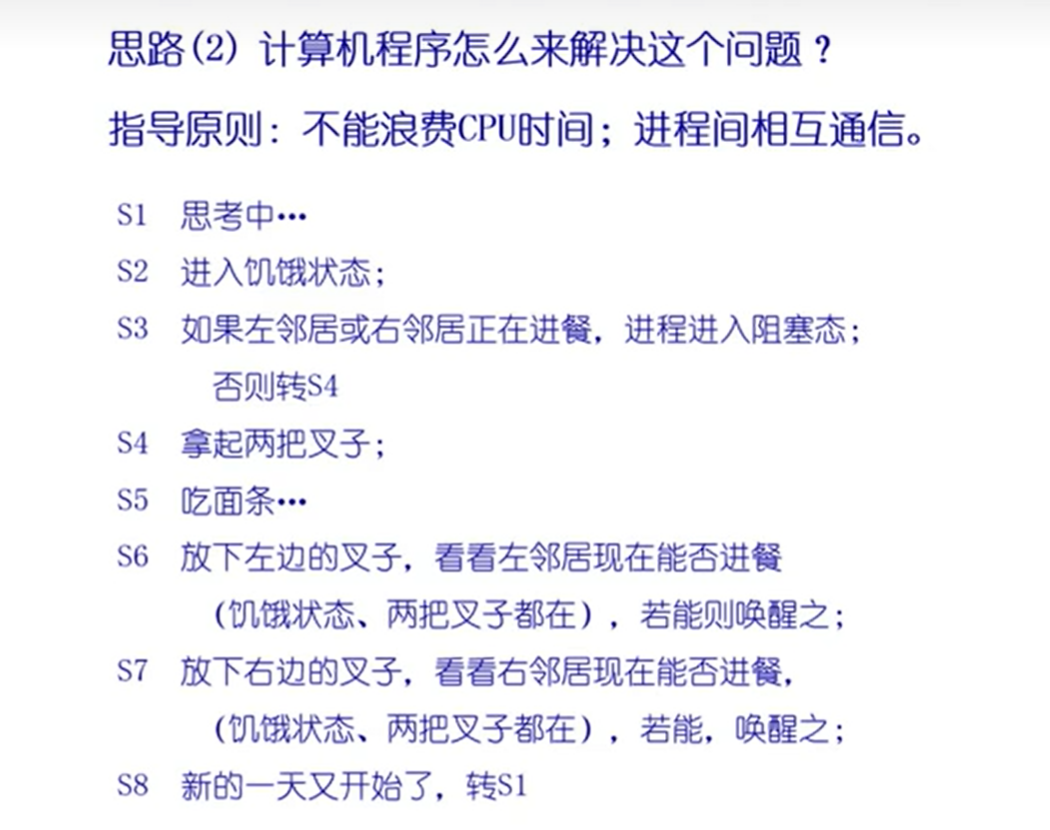 思路(2) 计算机程序怎么来解决这个问题？
指导原则：不能浪费CPU时间；进程间相互通信。
S1 思考中…
S2 进入饥饿状态；
S3 如果左邻居或右邻居正在进餐，进程进入阻塞态；
否则转S4
S4 拿起两把叉子；
S5 吃面条…
S6 放下左边的叉子，看看左邻居现在能否进餐
（饥饿状态、两把叉子都在），若能则唤醒之；
S7 放下右边的叉子，看看右邻居现在能否进餐，
（饥饿状态、两把叉子都在），若能，唤醒之；
S8 新的一天又开始了，转S1